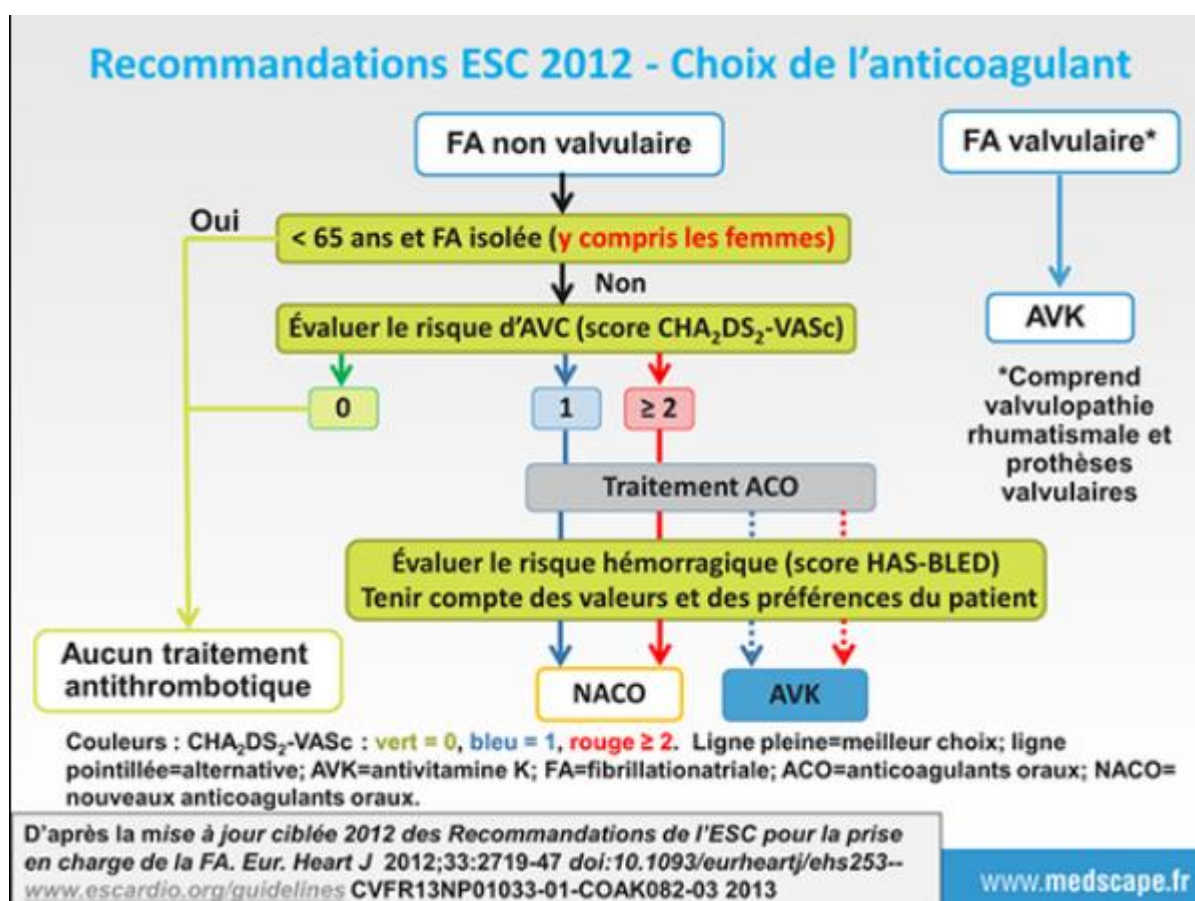 Recommandations ESC 2012 - Choix de l'anticoagulant
FA non valvulaire
FA valvulaire*
Oui
< 65 ans et FA isolée (y compris les femmes)
Non
Évaluer le risque d'AVC (score CHA₂DS₂-VASc)
0
1
≥ 2
AVK
*Comprend
valvulopathie
rhumatismale et
prothèses
valvulaires
Traitement ACO
Évaluer le risque hémorragique (score HAS-BLED)
Tenir compte des valeurs et des préférences du patient
Aucun traitement
antithrombotique
NACO
AVK
Couleurs : CHA₂DS₂-VASc : vert = 0, bleu = 1, rouge ≥ 2. Ligne pleine=meilleur choix; ligne
pointillée=alternative; AVK=antivitamine K; FA=fibrillationatriale; ACO=anticoagulants oraux; NACO=
nouveaux anticoagulants oraux.
D'après la mise à jour ciblée 2012 des Recommandations de l'ESC pour la prise
en charge de la FA. Eur. Heart J 2012;33:2719-47 doi:10.1093/eurheartj/ehs253--
www.escardio.org/guidelines CVFR13NP01033-01-COAK082-03 2013
www.medscape.fr